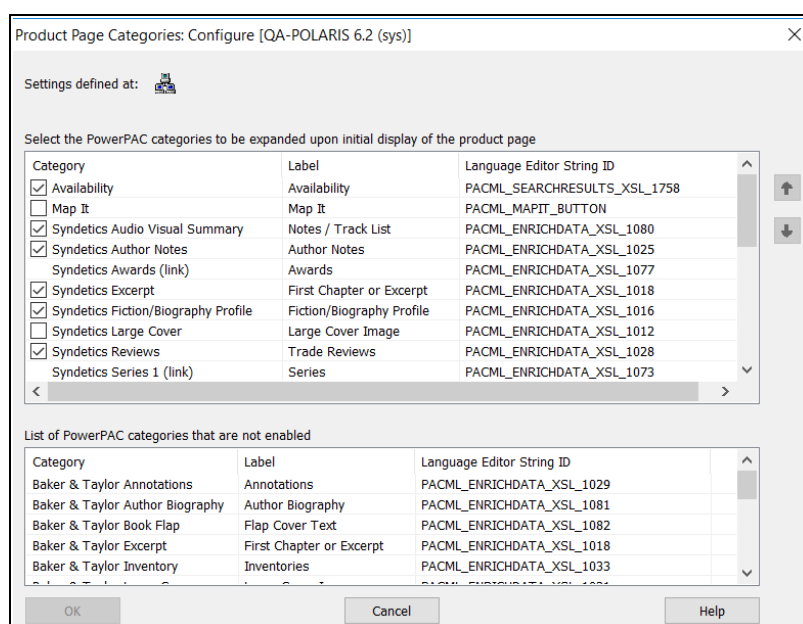 Product Page Categories: Configure [QA-POLARIS 6.2 (sys)]
Settings defined at:
Select the PowerPAC categories to be expanded upon initial display of the product page
Category Label Language Editor String ID
Availability Availability PACML_SEARCHRESULTS_XSL_1758
Map It Map It PACML_MAPIT_BUTTON
Syndetics Audio Visual Summary Notes / Track List PACML_ENRICHDATA_XSL_1080
Syndetics Author Notes Author Notes PACML_ENRICHDATA_XSL_1025
Syndetics Awards (link) Awards PACML_ENRICHDATA_XSL_1077
Syndetics Excerpt First Chapter or Excerpt PACML_ENRICHDATA_XSL_1018
Syndetics Fiction/Biography Profile Fiction/Biography Profile PACML_ENRICHDATA_XSL_1016
Syndetics Large Cover Large Cover Image PACML_ENRICHDATA_XSL_1012
Syndetics Reviews Trade Reviews PACML_ENRICHDATA_XSL_1028
Syndetics Series 1 (link) Series PACML_ENRICHDATA_XSL_1073
List of PowerPAC categories that are not enabled
Category Label Language Editor String ID
Baker & Taylor Annotations Annotations PACML_ENRICHDATA_XSL_1029
Baker & Taylor Author Biography Author Biography PACML_ENRICHDATA_XSL_1081
Baker & Taylor Book Flap Flap Cover Text PACML_ENRICHDATA_XSL_1082
Baker & Taylor Excerpt First Chapter or Excerpt PACML_ENRICHDATA_XSL_1018
Baker & Taylor Inventory Inventories PACML_ENRICHDATA_XSL_1033
OK Cancel Help